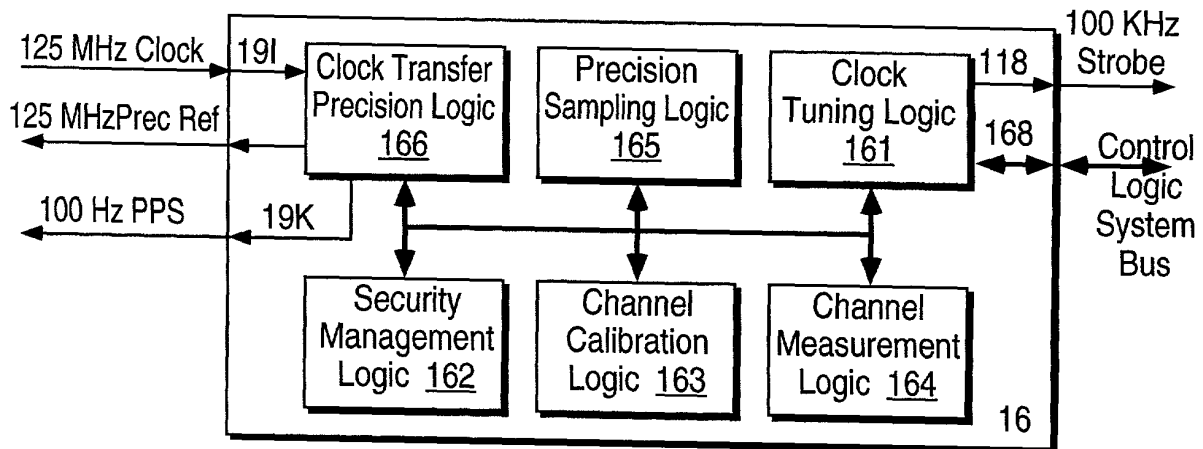 125 MHz Clock
19I
125 MHzPrec Ref
100 Hz PPS
19K
Clock Transfer
Precision Logic
166
Precision
Sampling Logic
165
Clock
Tuning Logic
161
118
168
100 KHz
Strobe
Control
Logic
System
Bus
Security
Management
Logic 162
Channel
Calibration
Logic 163
Channel
Measurement
Logic 164
16